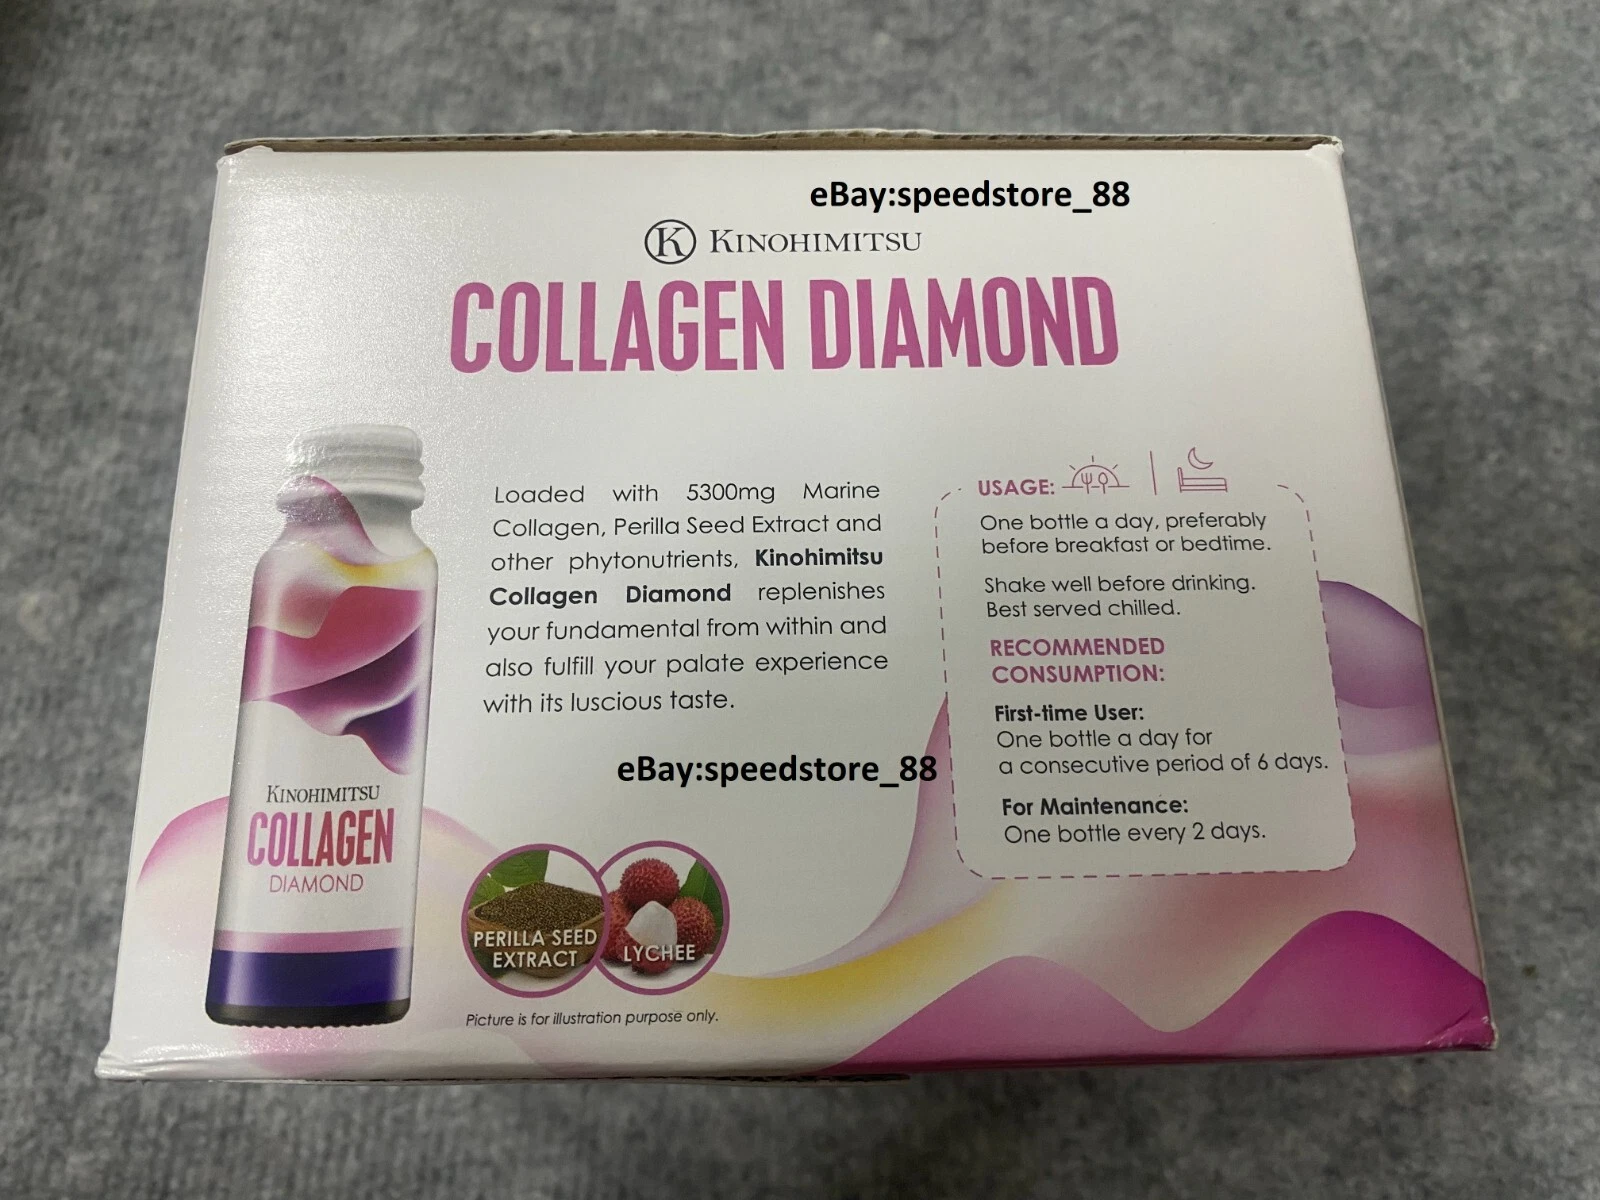 eBay:speedstore_88
K KINOHIMITSU
COLLAGEN DIAMOND
Loaded with 5300mg Marine
Collagen, Perilla Seed Extract and
other phytonutrients, Kinohimitsu
Collagen Diamond replenishes
your fundamental from within and
also fulfill your palate experience
with its luscious taste.
eBay:speedstore_88
USAGE:
One bottle a day, preferably
before breakfast or bedtime.
Shake well before drinking.
Best served chilled.
RECOMMENDED
CONSUMPTION:
First-time User:
One bottle a day for
a consecutive period of 6 days.
For Maintenance:
One bottle every 2 days.
KINOHIMITSU
COLLAGEN
DIAMOND
PERILLA SEED
EXTRACT
LYCHEE
Picture is for illustration purpose only.